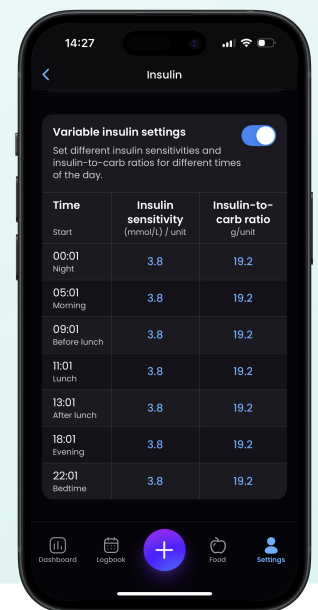 14:27
Insulin
Variable insulin settings
Set different insulin sensitivities and
insulin-to-carb ratios for different times
of the day.
Time
Start
Insulin
sensitivity
(mmol/L) / unit
Insulin-to-
carb ratio
g/unit
00:01
Night
3.8
19.2
05:01
Morning
3.8
19.2
09:01
Before lunch
3.8
19.2
11:01
Lunch
3.8
19.2
13:01
After lunch
3.8
19.2
18:01
Evening
3.8
19.2
22:01
Bedtime
3.8
19.2
Dashboard
Logbook
Food
Settings